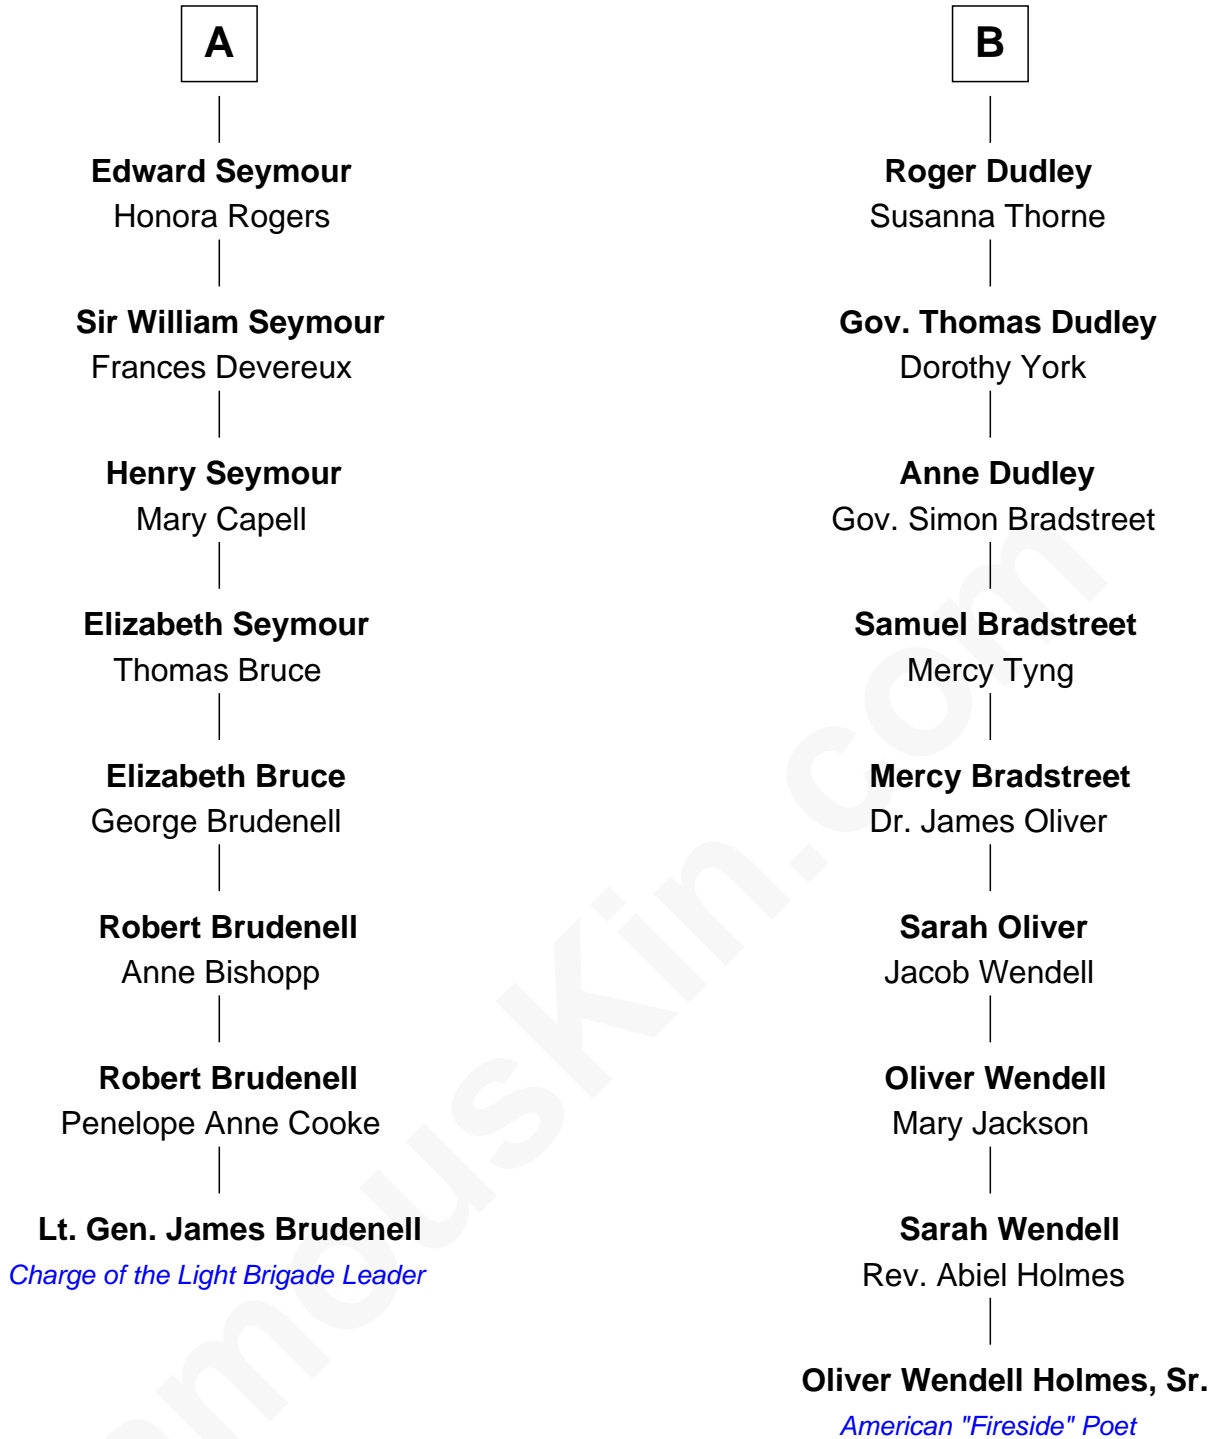 A
Edward Seymour
Honora Rogers
Sir William Seymour
Frances Devereux
Henry Seymour
Mary Capell
Elizabeth Seymour
Thomas Bruce
Elizabeth Bruce
George Brudenell
Robert Brudenell
Anne Bishopp
Robert Brudenell
Penelope Anne Cooke
Lt. Gen. James Brudenell
Charge of the Light Brigade Leader
B
Roger Dudley
Susanna Thorne
Gov. Thomas Dudley
Dorothy York
Anne Dudley
Gov. Simon Bradstreet
Samuel Bradstreet
Mercy Tyng
Mercy Bradstreet
Dr. James Oliver
Sarah Oliver
Jacob Wendell
Oliver Wendell
Mary Jackson
Sarah Wendell
Rev. Abiel Holmes
Oliver Wendell Holmes, Sr.
American "Fireside" Poet
amousKin.com